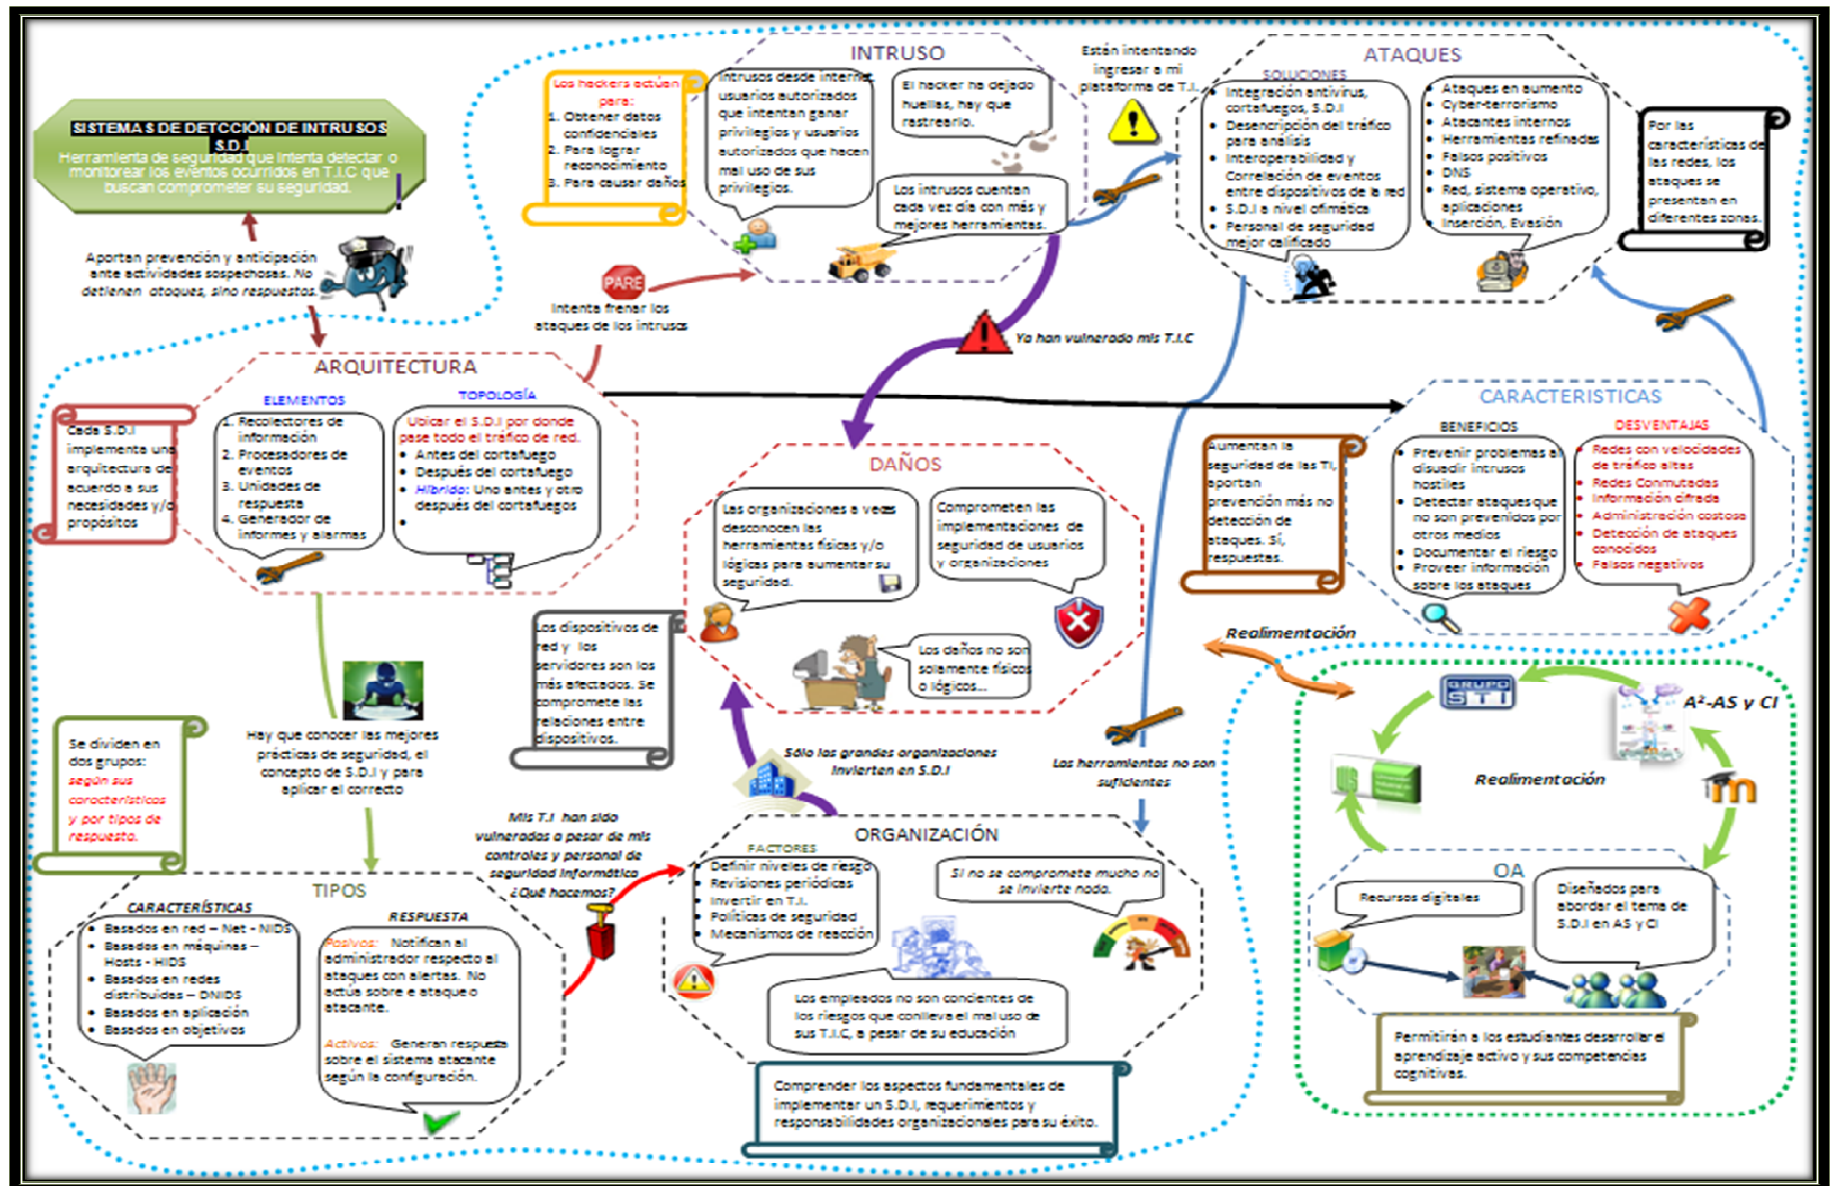 SISTEMAS DE DETCCIÓN DE INTRUSOS
S.D.I
Herramienta de seguridad que intenta detectar o
monitorear los eventos ocurridos en T.I.C que
buscan comprometer su seguridad.
Aportan prevención y anticipación
ante actividades sospechosas. No
detienen ataques, sino respuestas.
INTRUSO
Los hackers actúan
para:
1. Obtener datos
confidenciales
2. Para lograr
reconocimiento
3. Para causar daños
Intrusos desde internet,
usuarios autorizados
que intentan ganar
privilegios y usuarios
autorizados que hacen
mal uso de sus
privilegios.
El hacker ha dejado
huellas, hay que
rastrearlo.
Los intrusos cuentan
cada vez día con más y
mejores herramientas.
Están intentando
ingresar a mi
plataforma de T.I.
ATAQUES
SOLUCIONES
• Integración antivirus,
cortafuegos, S.D.I
• Desencripción del tráfico
para análisis
• Interoperabilidad y
Correlación de eventos
entre dispositivos de la red
• S.D.I a nivel ofimática
• Personal de seguridad
mejor calificado
• Ataques en aumento
• Cyber-terrorismo
• Atacantes internos
• Herramientas refinadas
• Falsos positivos
• DNS
• Red, sistema operativo,
aplicaciones
• Inserción, Evasión
Por las
características de
las redes, los
ataques se
presentan en
diferentes zonas.
PARE
Intenta frenar los
ataques de los intrusos
Ya han vulnerado mis T.I.C
ARQUITECTURA
ELEMENTOS
1. Recolectores de
información
2. Procesadores de
eventos
3. Unidades de
respuesta
4. Generador de
informes y alarmas
TOPOLOGÍA
Ubicar el S.D.I por donde
pase todo el tráfico de red.
• Antes del cortafuego
• Después del cortafuego
• Híbrido: Uno antes y otro
después del cortafuegos
•
Cada S.D.I
implementa una
arquitectura de
acuerdo a sus
necesidades y/o
propósitos
CARACTERISTICAS
BENEFICIOS
• Prevenir problemas al
disuadir intrusos
hostiles
• Detectar ataques que
no son prevenidos por
otros medios
• Documentar el riesgo
• Proveer información
sobre los ataques
DESVENTAJAS
• Redes con velocidades
de tráfico altas
• Redes Conmutadas
• Información cifrada
• Administración costosa
• Detección de ataques
conocidos
• Falsos negativos
Aumentan la
seguridad de las TI,
aportan
prevención más no
detección de
ataques. Sí,
respuestas.
DAÑOS
Las organizaciones a veces
desconocen las
herramientas físicas y/o
lógicas para aumentar su
seguridad.
Comprometen las
implementaciones de
seguridad de usuarios
y organizaciones
Los daños no son
solamente físicos
o lógicos...
Los dispositivos de
red y los
servidores son los
más afectados. Se
compromete las
relaciones entre
dispositivos.
Hay que conocer las mejores
prácticas de seguridad, el
concepto de S.D.I y para
aplicar el correcto
Se dividen en
dos grupos:
según sus
características
y por tipos de
respuesta.
Sólo las grandes organizaciones
invierten en S.D.I
Las herramientas no son
suficientes
Mis T.I han sido
vulneradas a pesar de mis
controles y personal de
seguridad informática
¿Qué hacemos?
TIPOS
CARACTERÍSTICAS
• Basados en red – Net - NIDS
• Basados en máquinas –
Hosts - HIDS
• Basados en redes
distribuidas – DNIDS
• Basados en aplicación
• Basados en objetivos
RESPUESTA
Pasivos: Notifican al
administrador respecto al
ataques con alertas. No
actúa sobre e ataque o
atacante.
Activos: Generan respuesta
sobre el sistema atacante
según la configuración.
ORGANIZACIÓN
FACTORES
• Definir niveles de riesgo
• Revisiones periódicas
• Invertir en T.I.
• Políticas de seguridad
• Mecanismos de reacción
Si no se compromete mucho no
se invierte nada.
Los empleados no son concientes de
los riesgos que conlleva el mal uso de
sus T.I.C, a pesar de su educación
Comprender los aspectos fundamentales de
implementar un S.D.I, requerimientos y
responsabilidades organizacionales para su éxito.
Realimentación
GRUPO
STI
A²-AS y CI
UIS
Realimentación
OA
Recursos digitales
Diseñados para
abordar el tema de
S.D.I en AS y CI
Permitirán a los estudiantes desarrollar el
aprendizaje activo y sus competencias
cognitivas.